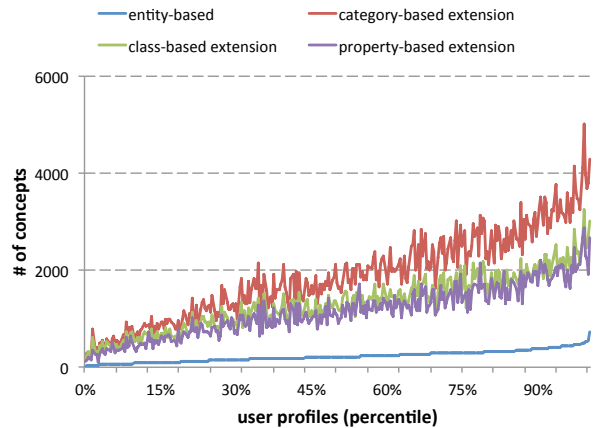 entity-based category-based extension
class-based extension property-based extension
6000
4000
2000
0
# of concepts
0% 15% 30% 45% 60% 75% 90%
user profiles (percentile)